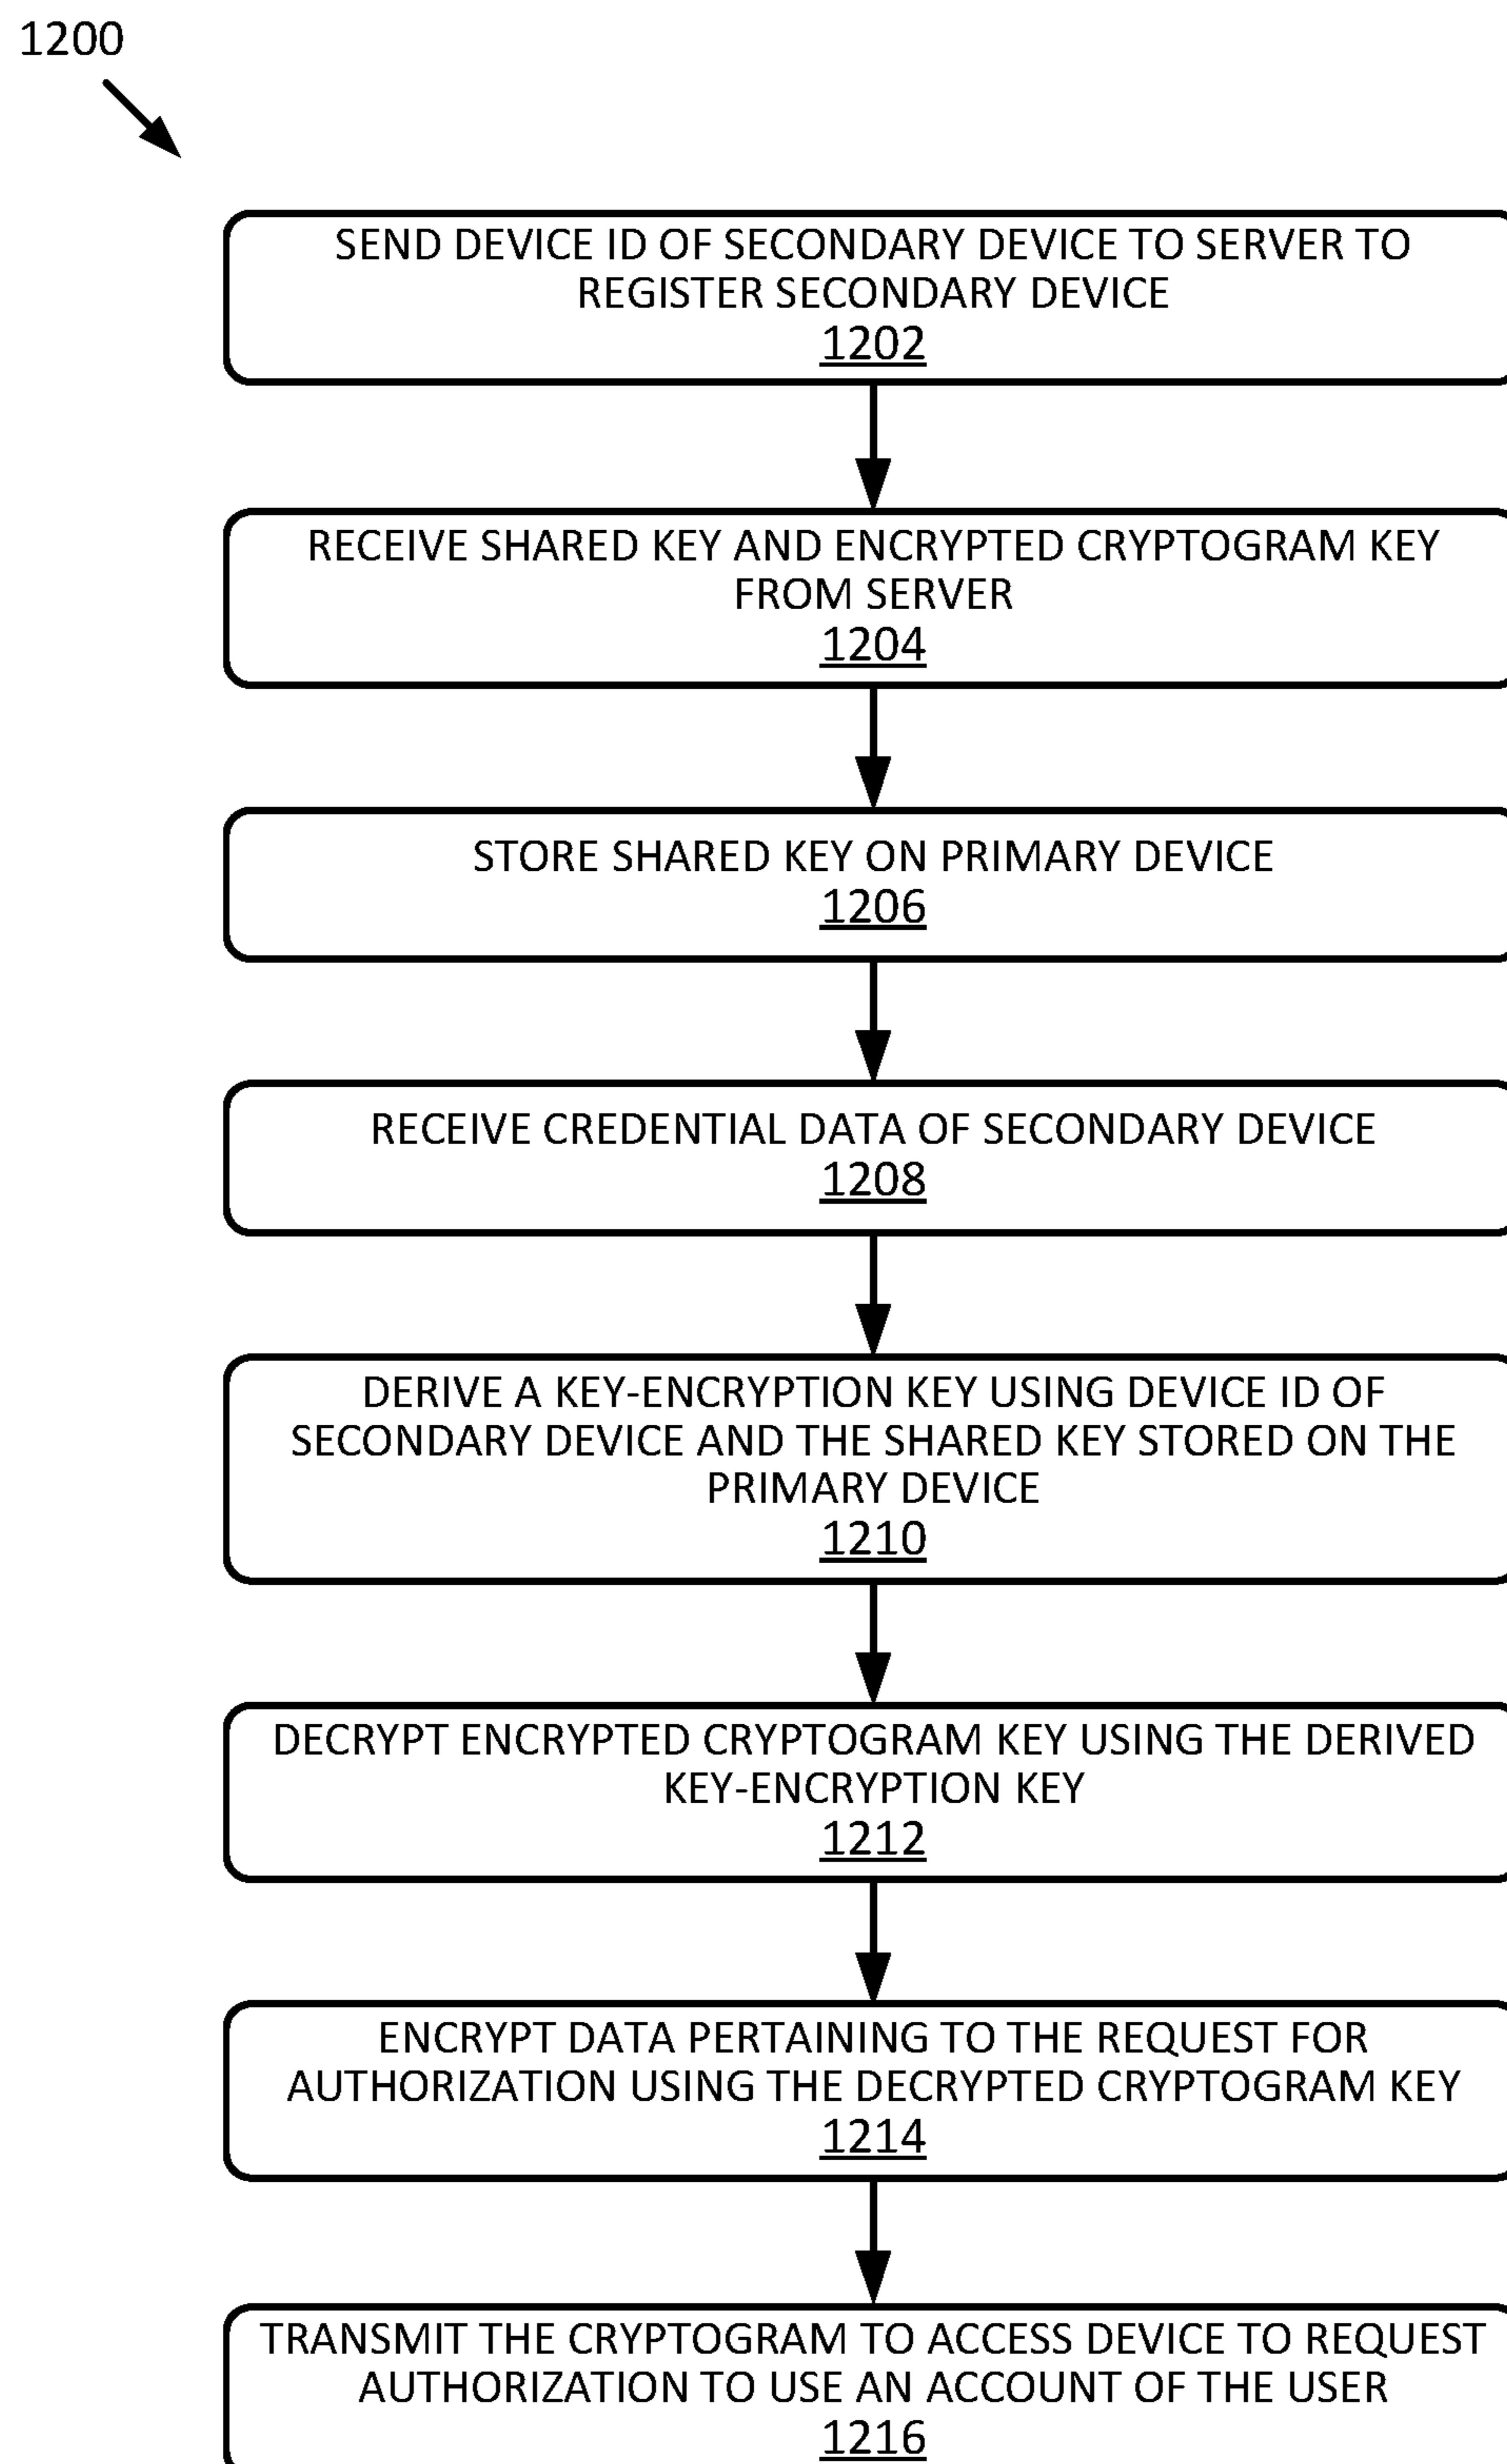 1200
SEND DEVICE ID OF SECONDARY DEVICE TO SERVER TO
REGISTER SECONDARY DEVICE
1202
RECEIVE SHARED KEY AND ENCRYPTED CRYPTOGRAM KEY
FROM SERVER
1204
STORE SHARED KEY ON PRIMARY DEVICE
1206
RECEIVE CREDENTIAL DATA OF SECONDARY DEVICE
1208
DERIVE A KEY-ENCRYPTION KEY USING DEVICE ID OF
SECONDARY DEVICE AND THE SHARED KEY STORED ON THE
PRIMARY DEVICE
1210
DECRYPT ENCRYPTED CRYPTOGRAM KEY USING THE DERIVED
KEY-ENCRYPTION KEY
1212
ENCRYPT DATA PERTAINING TO THE REQUEST FOR
AUTHORIZATION USING THE DECRYPTED CRYPTOGRAM KEY
1214
TRANSMIT THE CRYPTOGRAM TO ACCESS DEVICE TO REQUEST
AUTHORIZATION TO USE AN ACCOUNT OF THE USER
1216